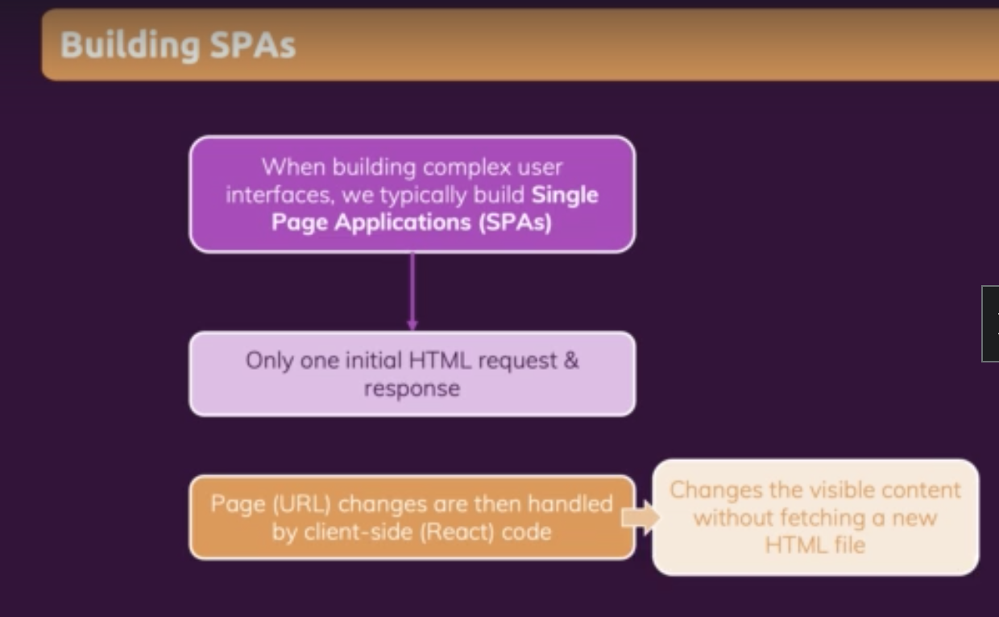 Building SPAs
When building complex user
interfaces, we typically build Single
Page Applications (SPAs)
Only one initial HTML request &
response
Page (URL) changes are then handled
by client-side (React) code
Changes the visible content
without fetching a new
HTML file